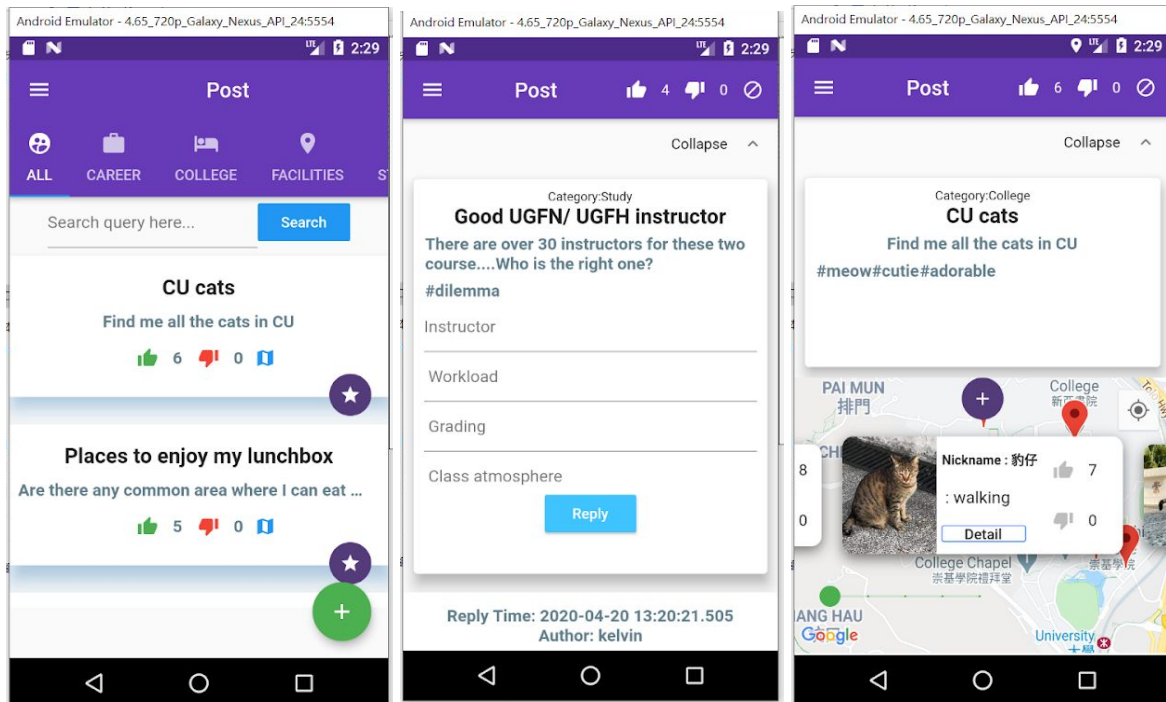 Android Emulator - 4.65_720p_Galaxy_Nexus_API_24:5554
LTE 2:29
Post
ALL CAREER COLLEGE FACILITIES S
Search query here... Search
CU cats
Find me all the cats in CU
6 0
Places to enjoy my lunchbox
Are there any common area where I can eat ...
5 0
+
Android Emulator - 4.65_720p_Galaxy_Nexus_API_24:5554
LTE 2:29
Post 4 0
Collapse
Category:Study
Good UGFN/ UGFH instructor
There are over 30 instructors for these two
course....Who is the right one?
#dilemma
Instructor
Workload
Grading
Class atmosphere
Reply
Reply Time: 2020-04-20 13:20:21.505
Author: kelvin
Android Emulator - 4.65_720p_Galaxy_Nexus_API_24:5554
LTE 2:29
Post 6 0
Collapse
Category:College
CU cats
Find me all the cats in CU
#meow#cutie#adorable
PAI MUN
排門
College
+
8
0
Nickname : 豹仔 7
: walking
0
Detail
College Chapel
崇基學院禮拜堂
崇基學院
ANG HAU
Google
University